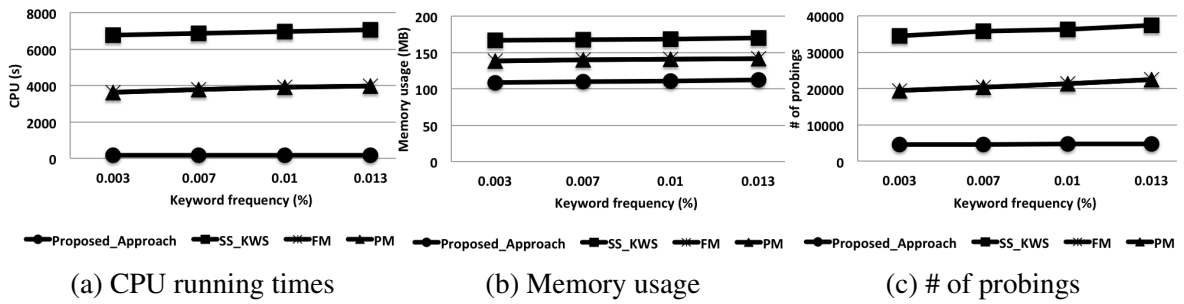 8000
6000
4000
2000
0
CPU (s)
0.003 0.007 0.01 0.013
Keyword frequency (%)
Proposed_Approach SS_KWS FM PM
(a) CPU running times
200
150
100
50
0
Memory usage (MB)
0.003 0.007 0.01 0.013
Keyword frequency (%)
Proposed_Approach SS_KWS FM PM
(b) Memory usage
40000
30000
20000
10000
0
# of probings
0.003 0.007 0.01 0.013
Keyword frequency (%)
Proposed_Approach SS_KWS FM PM
(c) # of probings